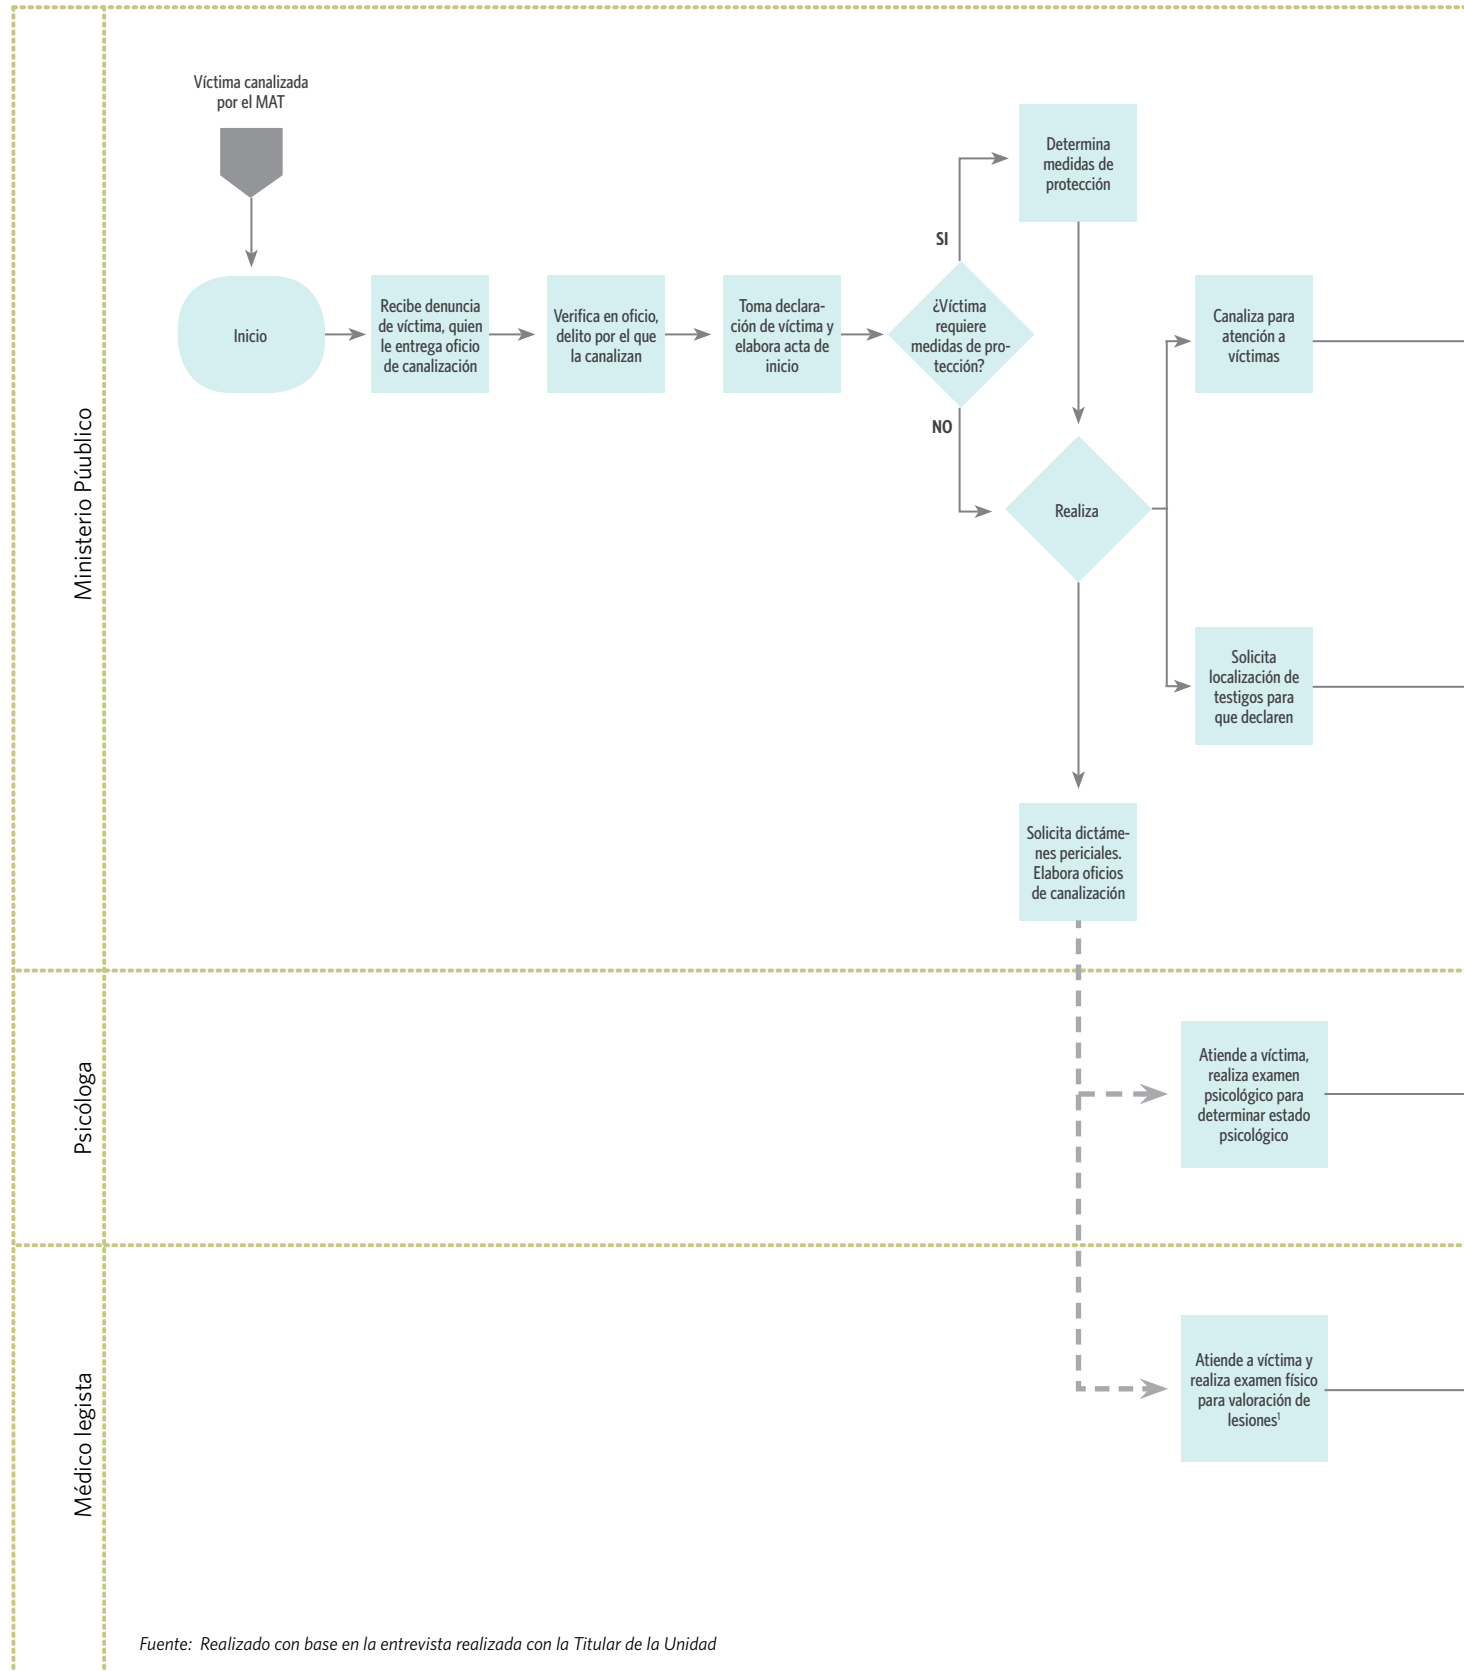 Víctima canalizada
por el MAT
Inicio
Recibe denuncia
de víctima, quien
le entrega oficio
de canalización
Verifica en oficio,
delito por el que
la canalizan
Toma declara-
ción de víctima y
elabora acta de
inicio
¿Víctima
requiere
medidas de pro-
tección?
SI
NO
Determina
medidas de
protección
Realiza
Canaliza para
atención a
víctimas
Solicita
localización de
testigos para
que declaren
Solicita dictáme-
nes periciales.
Elabora oficios
de canalización
Ministerio Púublico
Psicóloga
Atiende a víctima,
realiza examen
psicológico para
determinar estado
psicológico
Médico legista
Atiende a víctima y
realiza examen físico
para valoración de
lesiones¹
Fuente: Realizado con base en la entrevista realizada con la Titular de la Unidad